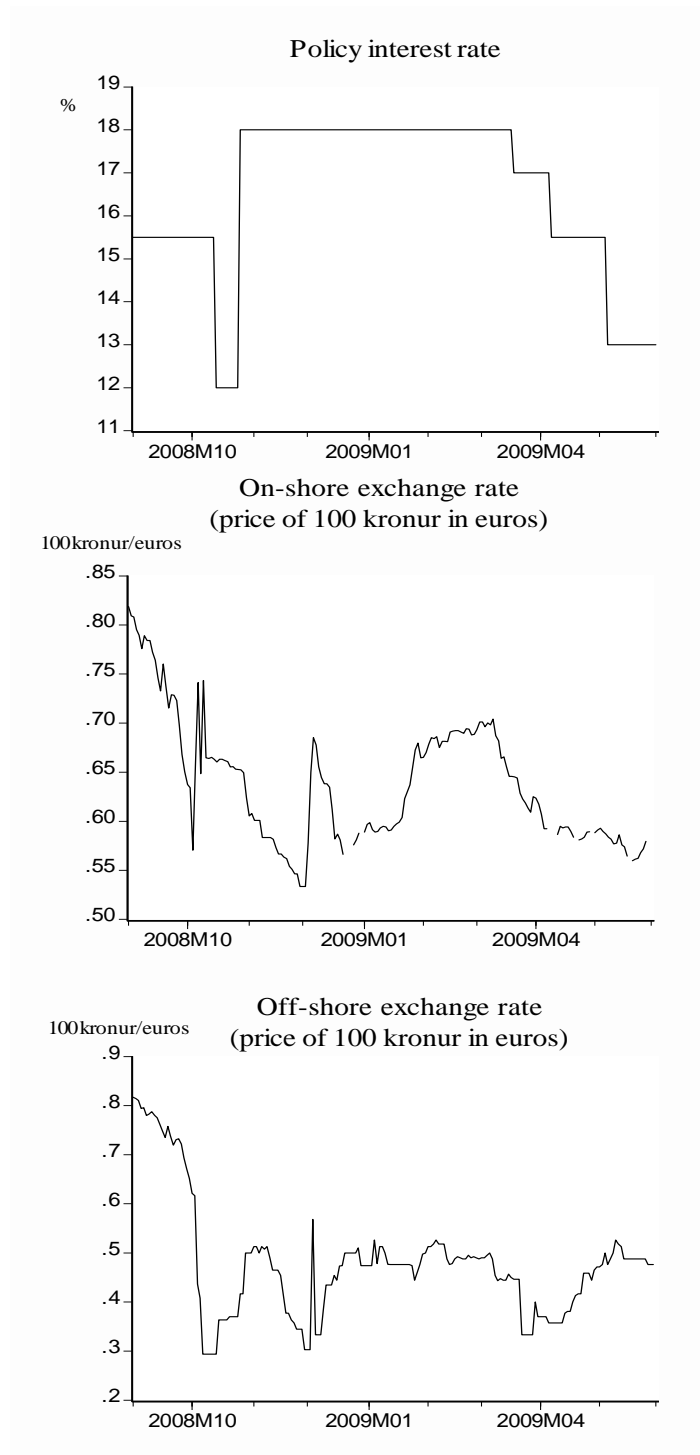 Policy interest rate
%
19
18
17
16
15
14
13
12
11
2008M10 2009M01 2009M04
On-shore exchange rate
(price of 100 kronur in euros)
100kronur/euros
.85
.80
.75
.70
.65
.60
.55
.50
2008M10 2009M01 2009M04
Off-shore exchange rate
(price of 100 kronur in euros)
100kronur/euros
.9
.8
.7
.6
.5
.4
.3
.2
2008M10 2009M01 2009M04